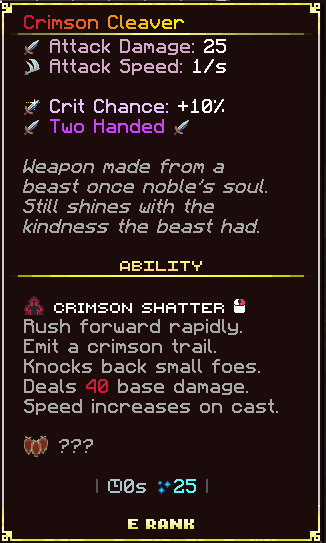 Crimson Cleaver
Attack Damage: 25
Attack Speed: 1/s
Crit Chance: +10%
Two Handed
Weapon made from a
beast once noble's soul.
Still shines with the
kindness the beast had.
ABILITY
CRIMSON SHATTER
Rush forward rapidly.
Emit a crimson trail.
Knocks back small foes.
Deals 40 base damage.
Speed increases on cast.
???
| 0s 25 |
E RANK